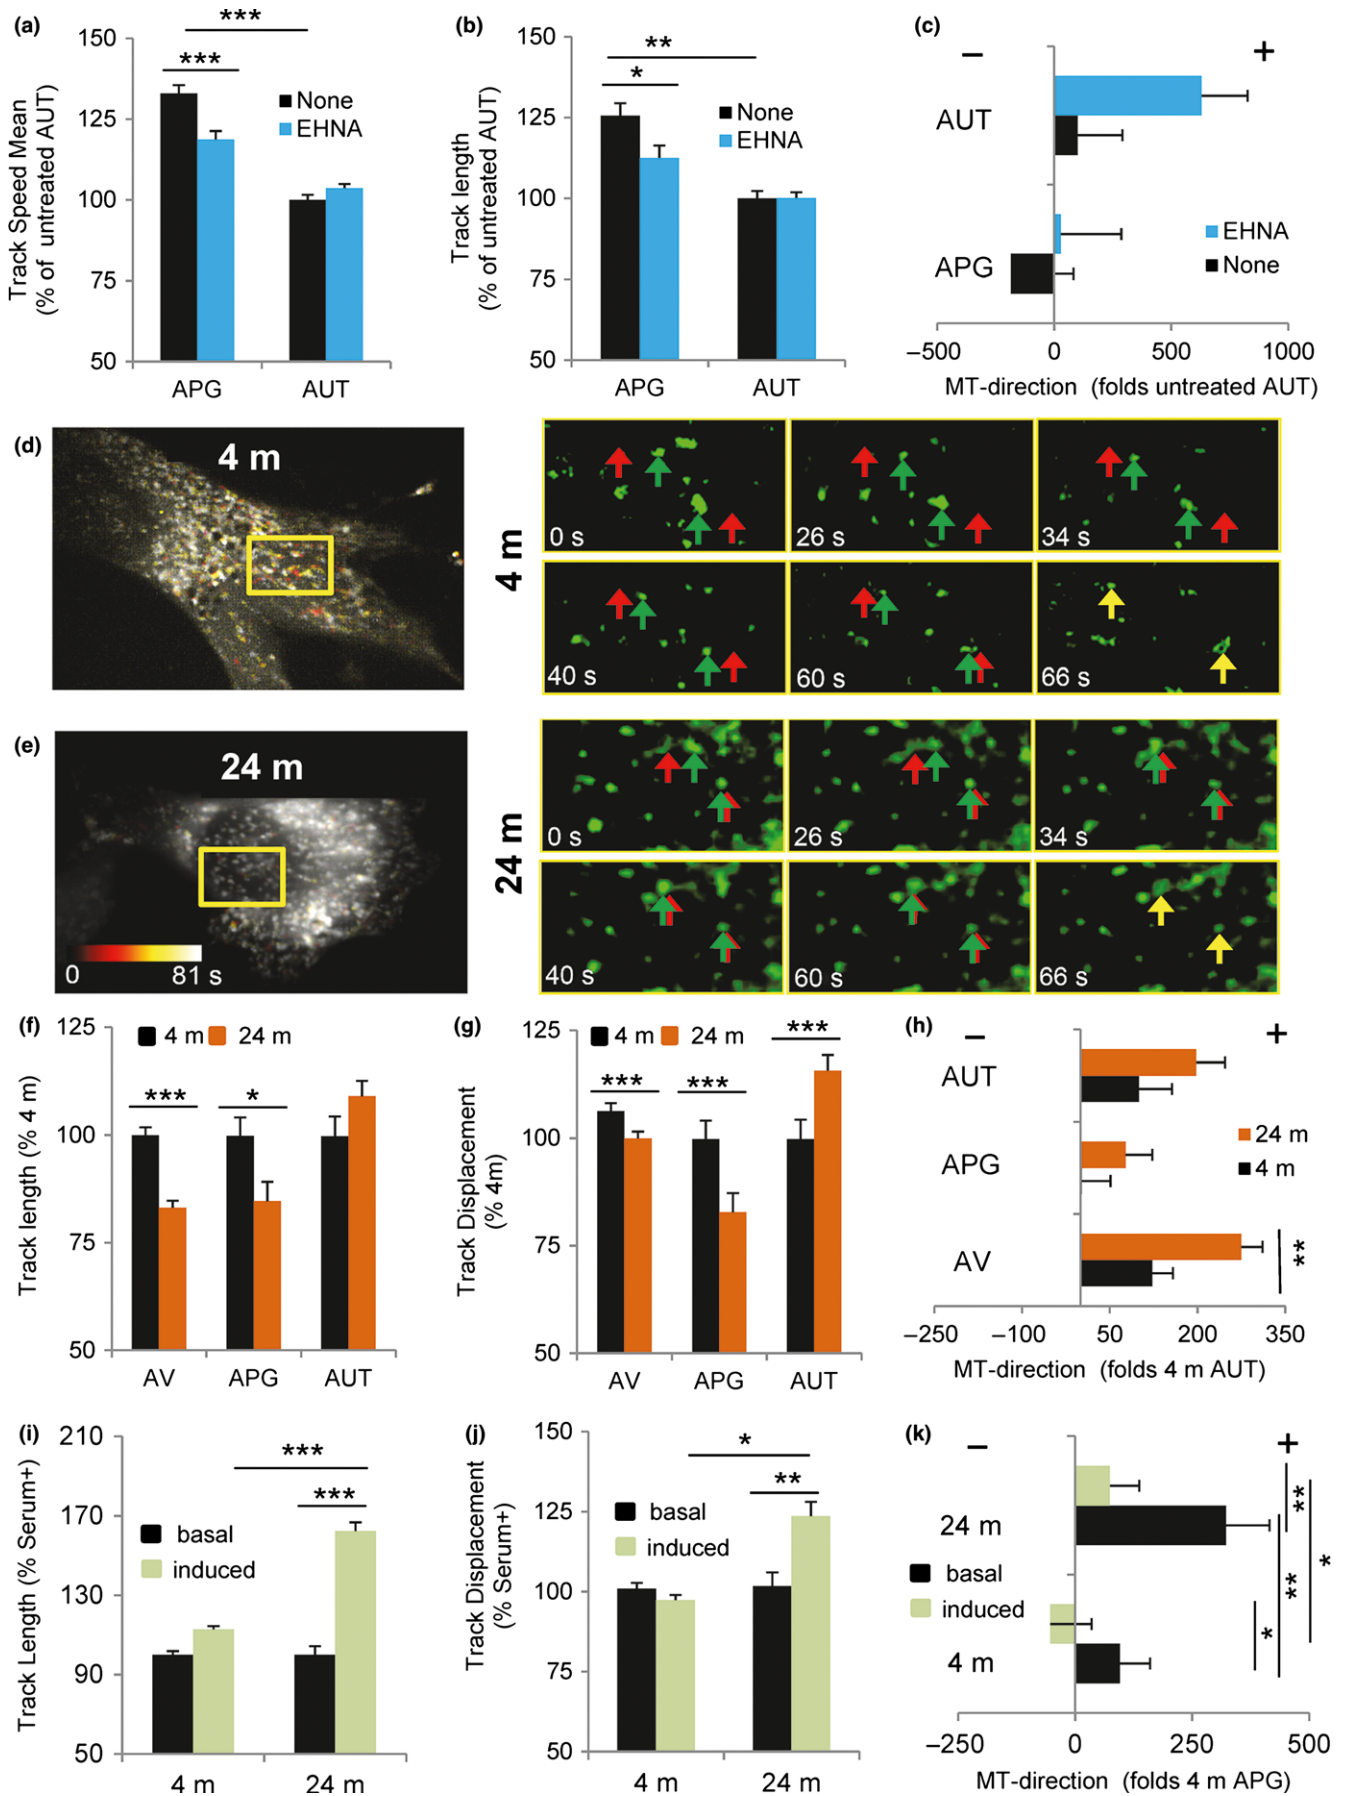 (a)
***
***
150
125
100
75
50
Track Speed Mean
(% of untreated AUT)
None
EHNA
APG
AUT
(b)
**
*
150
125
100
75
50
Track length
(% of untreated AUT)
None
EHNA
APG
AUT
(c)
– +
AUT
APG
EHNA
None
–500 0 500 1000
MT-direction (folds untreated AUT)
(d)
4 m
4 m
0 s
26 s
34 s
40 s
60 s
66 s
(e)
24 m
0 81 s
24 m
0 s
26 s
34 s
40 s
60 s
66 s
(f)
4 m 24 m
*** *
125
100
75
50
Track length (% 4 m)
AV APG AUT
(g)
4 m 24 m
*** *** ***
125
100
75
50
Track Displacement
(% 4m)
AV APG AUT
(h)
– +
AUT
APG
AV
24 m
4 m
**
–250 –100 50 200 350
MT-direction (folds 4 m AUT)
(i)
***
***
210
170
130
90
50
Track Length (% Serum+)
basal
induced
4 m 24 m
(j)
*
**
150
125
100
75
50
Track Displacement
(% Serum+)
basal
induced
4 m 24 m
(k)
– +
24 m
basal
induced
4 m
**
*
**
*
–250 0 250 500
MT-direction (folds 4 m APG)